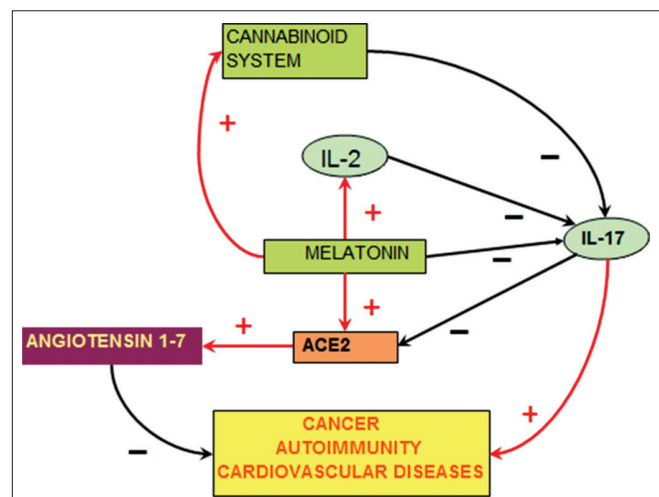 CANNABINOID
SYSTEM
+
IL-2
−
+
−
IL-17
MELATONIN
−
+
ANGIOTENSIN 1-7
+
ACE2
−
+
−
CANCER
AUTOIMMUNITY
CARDIOVASCULAR DISEASES